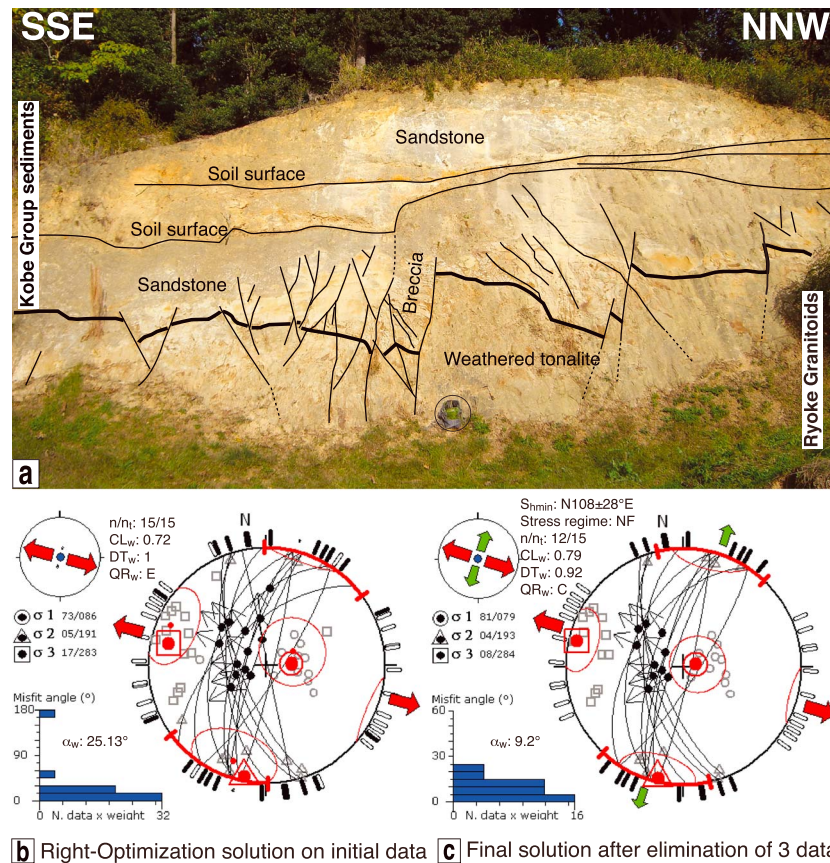 SSE
NNW
Kobe Group sediments
Sandstone
Soil surface
Soil surface
Sandstone
Breccia
Weathered tonalite
Ryoke Granitoids
a
n/nt: 15/15
CLw: 0.72
DTw: 1
QRw: E
N
σ 1 73/086
σ 2 05/191
σ 3 17/283
Misfit angle (°)
180
90
0
αw: 25.13°
0
32
N. data x weight
b Right-Optimization solution on initial data
Shmin: N108±28°E
Stress regime: NF
n/nt: 12/15
CLw: 0.79
DTw: 0.92
QRw: C
N
σ 1 81/079
σ 2 04/193
σ 3 08/284
Misfit angle (°)
60
30
0
αw: 9.2°
0
16
N. data x weight
c Final solution after elimination of 3 data